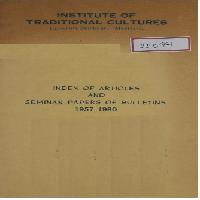 INSTITUTE OF
TRADITIONAL CULTURES
INDEX OF ARTICLES
AND
SEMINAR PAPERS OF BULLETINS
1957-1980